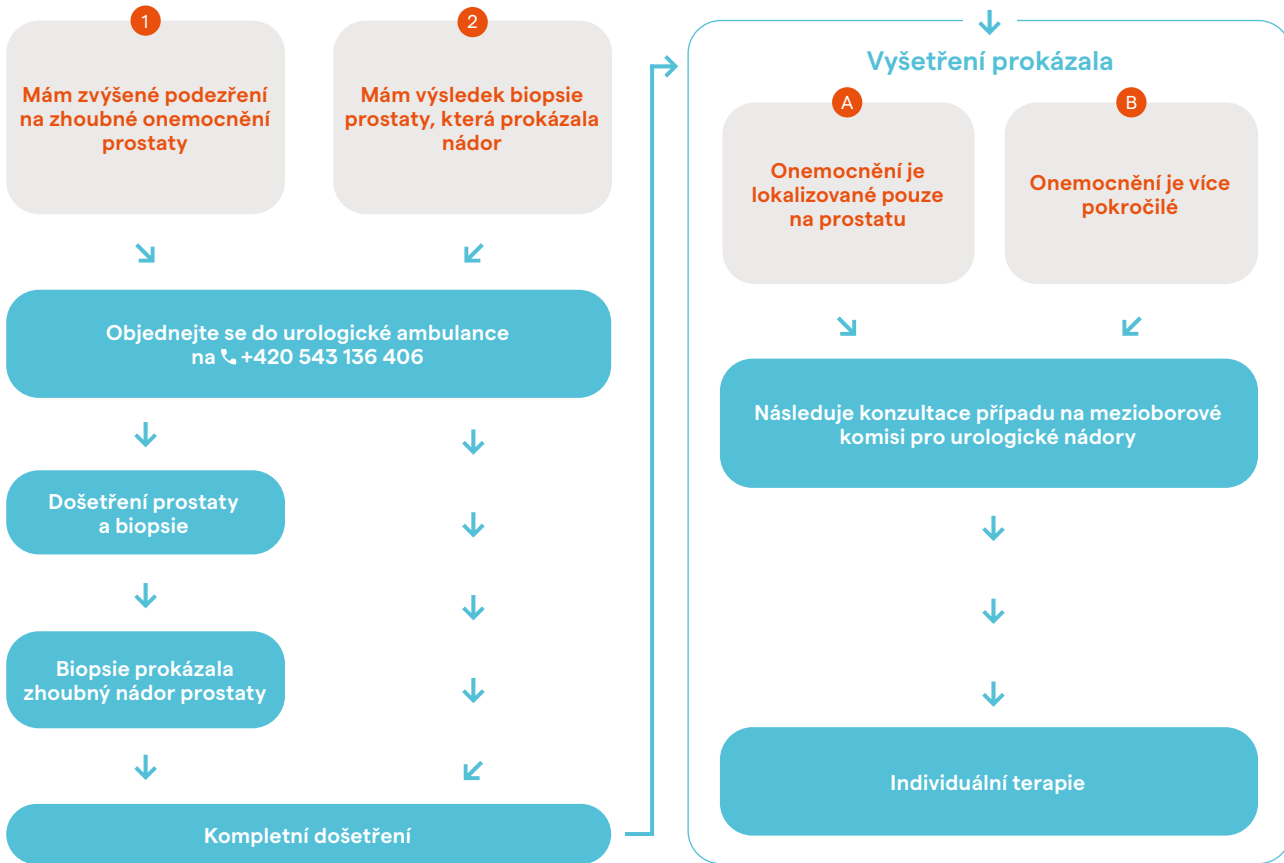 1
Mám zvýšené podezření
na zhoubné onemocnění
prostaty
2
Mám výsledek biopsie
prostaty, která prokázala
nádor
Objednejte se do urologické ambulance
na +420 543 136 406
Došetření prostaty
a biopsie
Biopsie prokázala
zhoubný nádor prostaty
Kompletní došetření
Vyšetření prokázala
A
Onemocnění je
lokalizované pouze
na prostatu
B
Onemocnění je více
pokročilé
Následuje konzultace případu na mezioborové
komisi pro urologické nádory
Individuální terapie